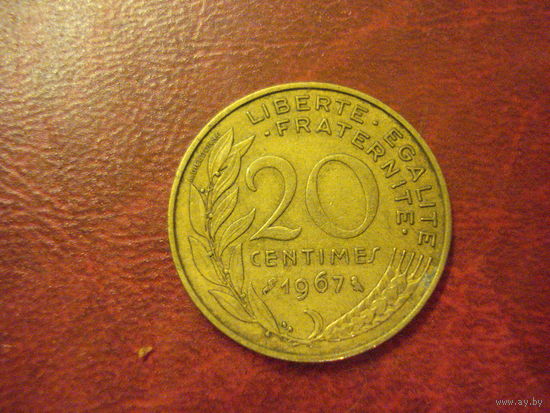 LIBERTE · EGALITE
· FRATERNITE ·
20
CENTIMES
1967
www.ay.by